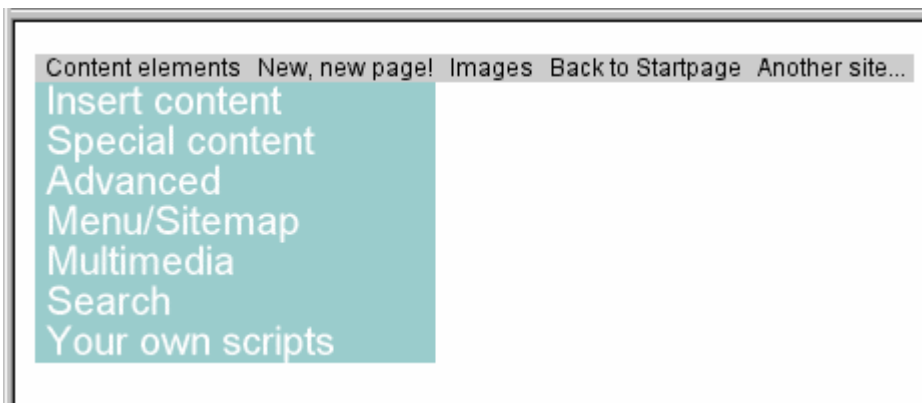 Content elements New, new page! Images Back to Startpage Another site...
Insert content
Special content
Advanced
Menu/Sitemap
Multimedia
Search
Your own scripts